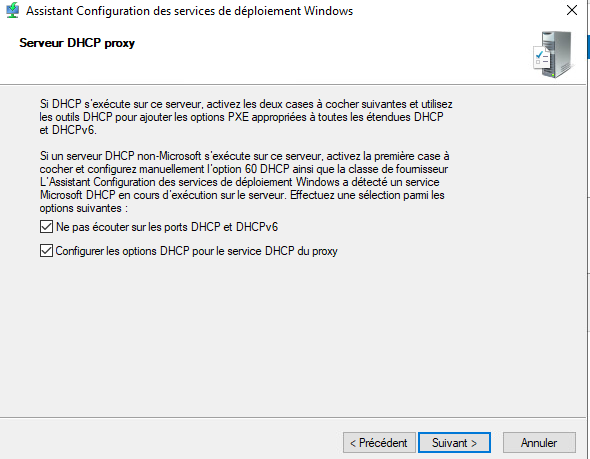 Assistant Configuration des services de déploiement Windows
Serveur DHCP proxy
Si DHCP s'exécute sur ce serveur, activez les deux cases à cocher suivantes et utilisez
les outils DHCP pour ajouter les options PXE appropriées à toutes les étendues DHCP
et DHCPv6.
Si un serveur DHCP non-Microsoft s'exécute sur ce serveur, activez la première case à
cocher et configurez manuellement l'option 60 DHCP ainsi que la classe de fournisseur
L'Assistant Configuration des services de déploiement Windows a détecté un service
Microsoft DHCP en cours d'exécution sur le serveur. Effectuez une sélection parmi les
options suivantes :
Ne pas écouter sur les ports DHCP et DHCPv6
Configurer les options DHCP pour le service DHCP du proxy
< Précédent
Suivant >
Annuler